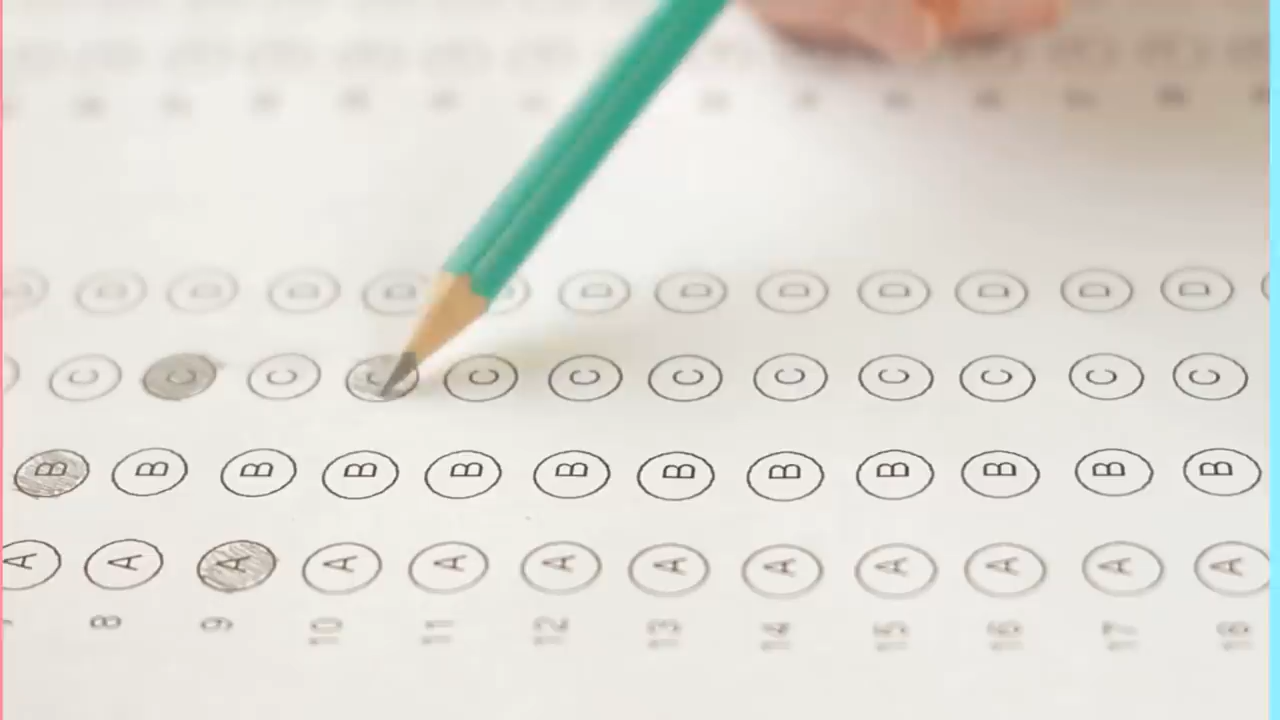 A B C D
8 A B C D
9 A B C D
10 A B C D
11 A B C D
12 A B C D
13 A B C D
14 A B C D
15 A B C D
16 A B C D
17 A B C D
18 A B C D